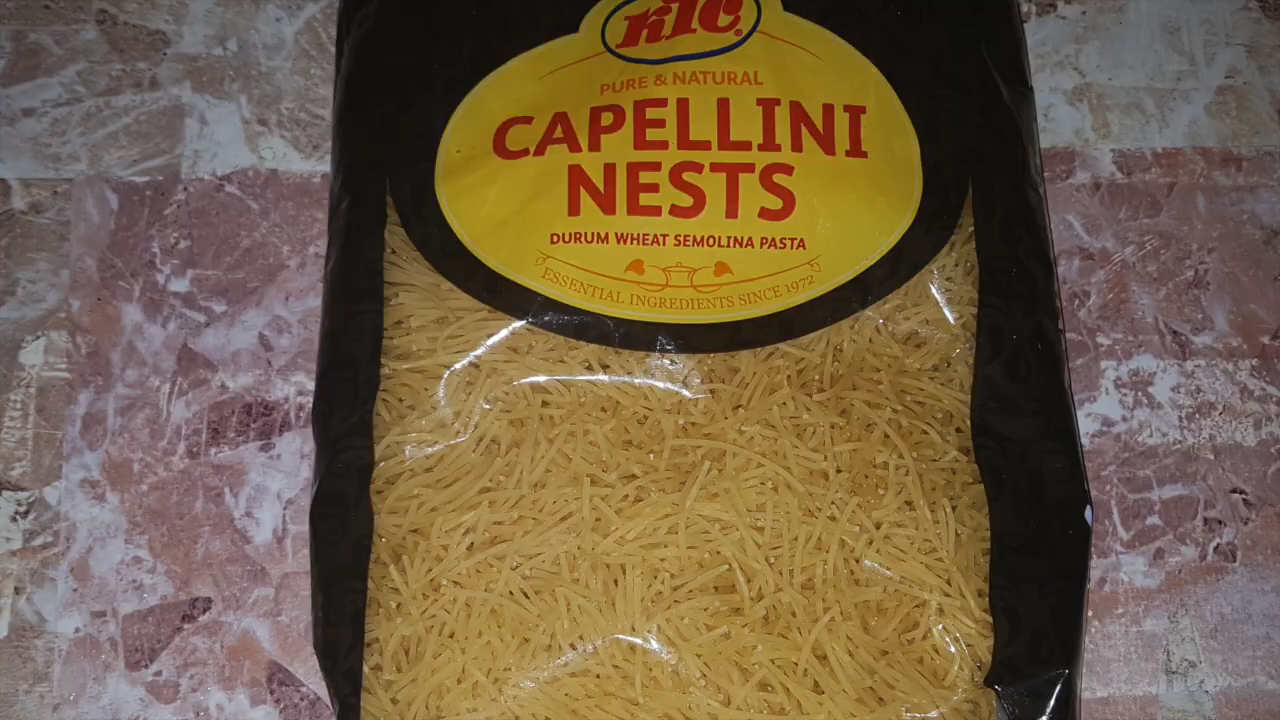 KTC®
PURE & NATURAL
CAPELLINI
NESTS
DURUM WHEAT SEMOLINA PASTA
ESSENTIAL INGREDIENTS SINCE 1972